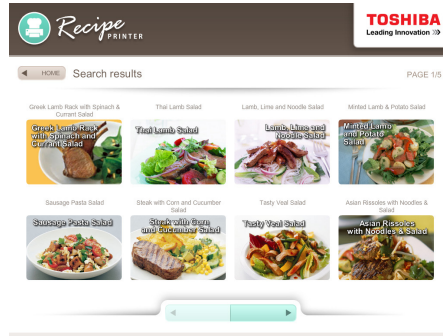 Recipe
PRINTER
TOSHIBA
Leading Innovation >>>
HOME
Search results
PAGE 1/5
Greek Lamb Rack with Spinach &
Currant Salad
Thai Lamb Salad
Lamb, Lime and Noodle Salad
Minted Lamb & Potato Salad
Greek Lamb Rack
with Spinach and
Currant Salad
Thai Lamb Salad
Lamb, Lime and
Noodle Salad
Minted Lamb
and Potato
Salad
Sausage Pasta Salad
Steak with Corn and Cucumber
Salad
Tasty Veal Salad
Asian Rissoles with Noodles &
Salad
Sausage Pasta Salad
Steak with Corn
and Cucumber Salad
Tasty Veal Salad
Asian Rissoles
with Noodles & Salad